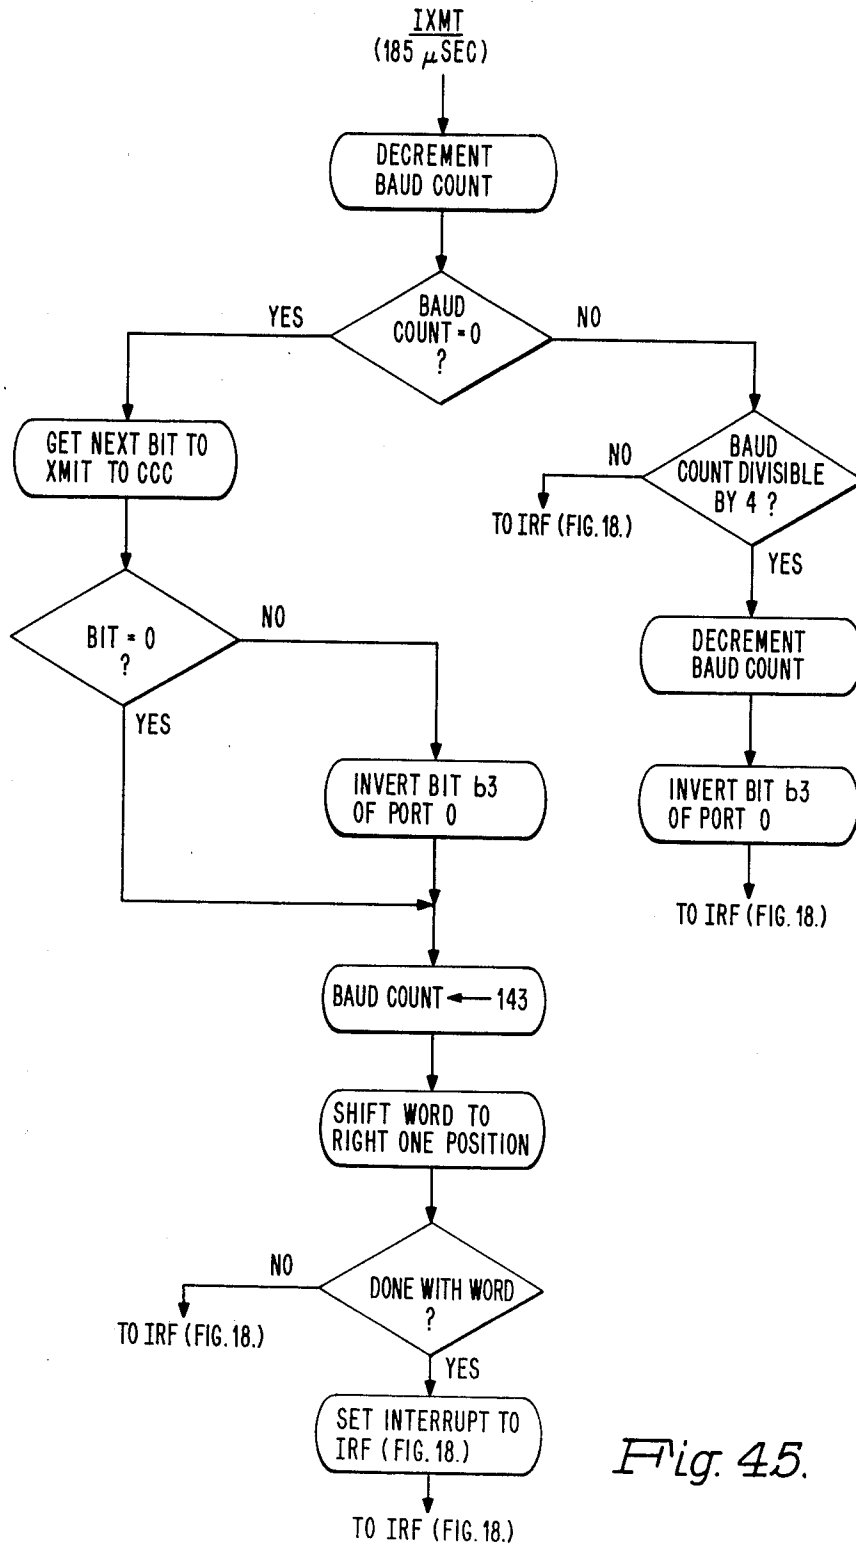 IXMT
(185 μSEC)
DECREMENT
BAUD COUNT
BAUD
COUNT = 0
?
YES
NO
GET NEXT BIT TO
XMIT TO CCC
BAUD
COUNT DIVISIBLE
BY 4 ?
NO
TO IRF (FIG. 18.)
YES
BIT = 0
?
NO
YES
DECREMENT
BAUD COUNT
INVERT BIT b3
OF PORT 0
INVERT BIT b3
OF PORT 0
TO IRF (FIG. 18.)
BAUD COUNT ← 143
SHIFT WORD TO
RIGHT ONE POSITION
DONE WITH WORD
?
NO
TO IRF (FIG. 18.)
YES
SET INTERRUPT TO
IRF (FIG. 18.)
TO IRF (FIG. 18.)
Fig. 45.